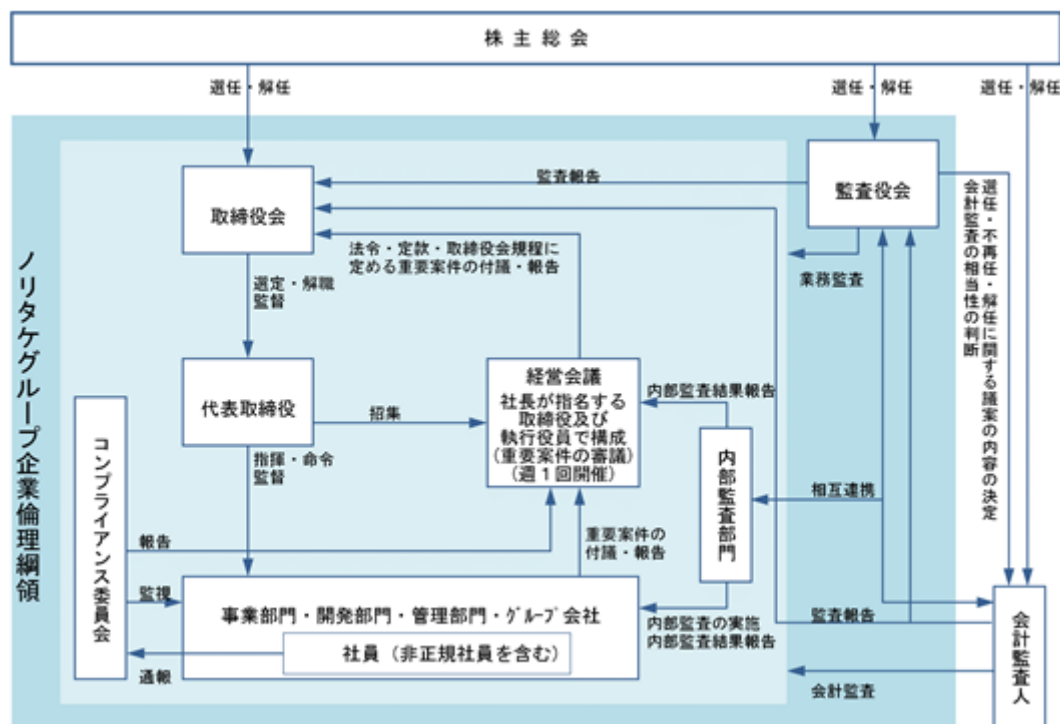 株主総会
選任・解任
選任・解任
選任・解任
ノリタケグループ企業倫理綱領
取締役会
監査報告
監査役会
選任・不再任・解任に関する議案の内容の決定
会計監査の相当性の判断
法令・定款・取締役会規程に
定める重要案件の付議・報告
業務監査
選定・解職
監督
代表取締役
招集
経営会議
社長が指名する
取締役及び
執行役員で構成
(重要案件の審議)
(週1回開催)
内部監査結果報告
内部監査部門
相互連携
指揮・命令
監督
コンプライアンス委員会
報告
重要案件の
付議・報告
監視
事業部門・開発部門・管理部門・グループ会社
社員(非正規社員を含む)
通報
内部監査の実施
内部監査結果報告
監査報告
会計監査
会計監査人